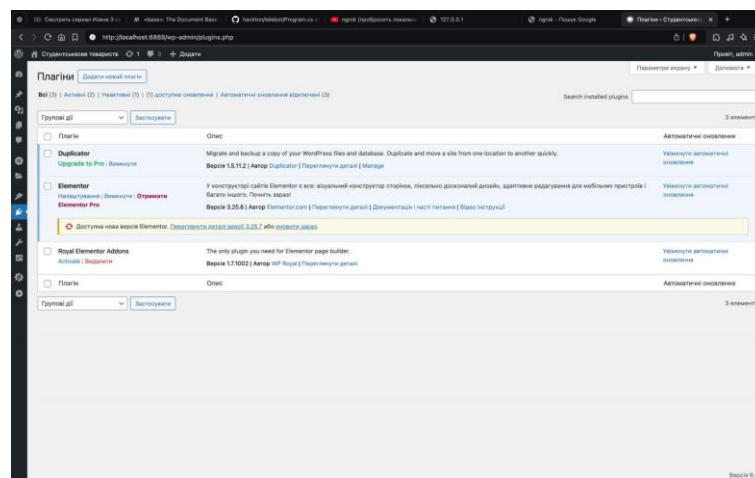 Смотреть сериал Извне 3 с
<base>: The Document Base
hackton/telebot/Program.cs
ngrok (пробросить локальн
127.0.0.1
ngrok - Пошук Google
Плагіни ‹ Студентсько
http://localhost:8888/wp-admin/plugins.php
Студентськове товариств 1 0 Додати
Привіт, admin
Плагіни Додати новий плагін
Параметри екрану Допомога
Всі (3) | Активні (2) | Неактивні (1) | (1) доступне оновлення | Автоматичні оновлення відключені (3)
Search installed plugins
Групові дії Застосувати
3 елемент
Плагін Опис Автоматичні оновлення
Duplicator
Upgrade to Pro | Вимкнути
Migrate and backup a copy of your WordPress files and database. Duplicate and move a site from one location to another quickly.
Версія 1.5.11.2 | Автор Duplicator | Переглянути деталі | Manage
Увімкнути автоматичні
оновлення
Elementor
Налаштування | Вимкнути | Отримати
Elementor Pro
У конструкторі сайтів Elementor є все: візуальний конструктор сторінок, піксельно досконалий дизайн, адаптивне редагування для мобільних пристроїв і
багато іншого. Почніть зараз!
Версія 3.25.6 | Автор Elementor.com | Переглянути деталі | Документація і часті питання | Відео інструкції
Увімкнути автоматичні
оновлення
Доступна нова версія Elementor. Переглянути деталі версії 3.25.7 або оновити зараз.
Royal Elementor Addons
Activate | Видалити
The only plugin you need for Elementor page builder.
Версія 1.7.1002 | Автор WP Royal | Переглянути деталі
Увімкнути автоматичні
оновлення
Плагін Опис Автоматичні оновлення
Групові дії Застосувати
3 елемент
Версія 6.